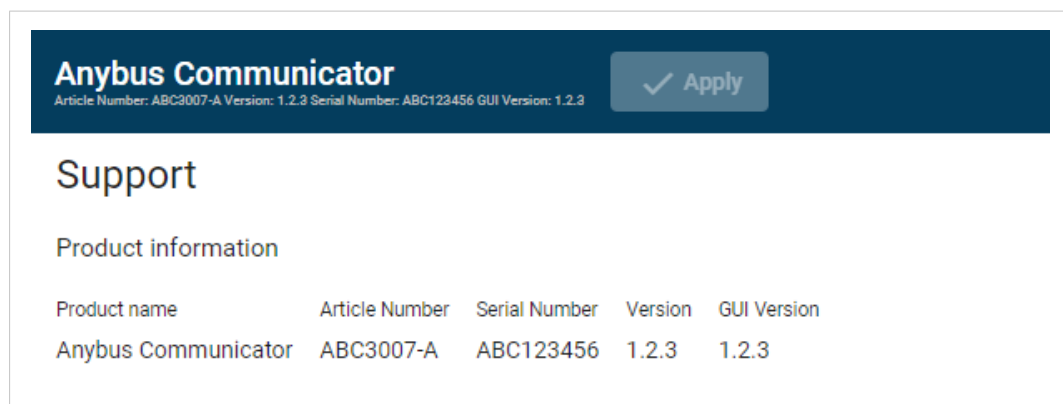 Anybus Communicator
Article Number: ABC3007-A Version: 1.2.3 Serial Number: ABC123456 GUI Version: 1.2.3
Apply
Support
Product information
Product name Article Number Serial Number Version GUI Version
Anybus Communicator ABC3007-A ABC123456 1.2.3 1.2.3